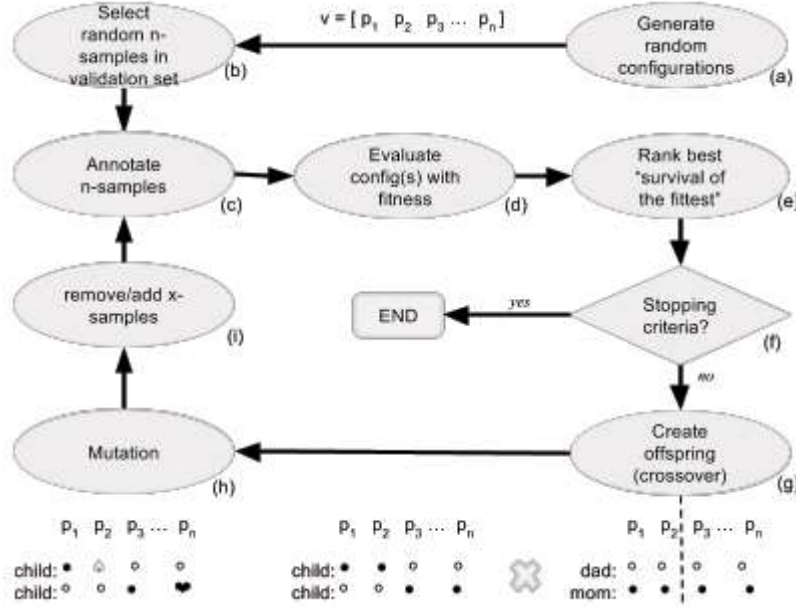 Select
random n-
samples in
validation set
(b)
v = [ p1 p2 p3 ... pn ]
Generate
random
configurations
(a)
Annotate
n-samples
(c)
Evaluate
config(s) with
fitness
(d)
Rank best
"survival of
the fittest"
(e)
remove/add x-
samples
(i)
END
yes
Stopping
criteria?
(f)
no
Mutation
(h)
Create
offspring
(crossover)
(g)
p1 p2 p3 ... pn
child:
child:
p1 p2 p3 ... pn
child:
child:
p1 p2 p3 ... pn
dad:
mom: